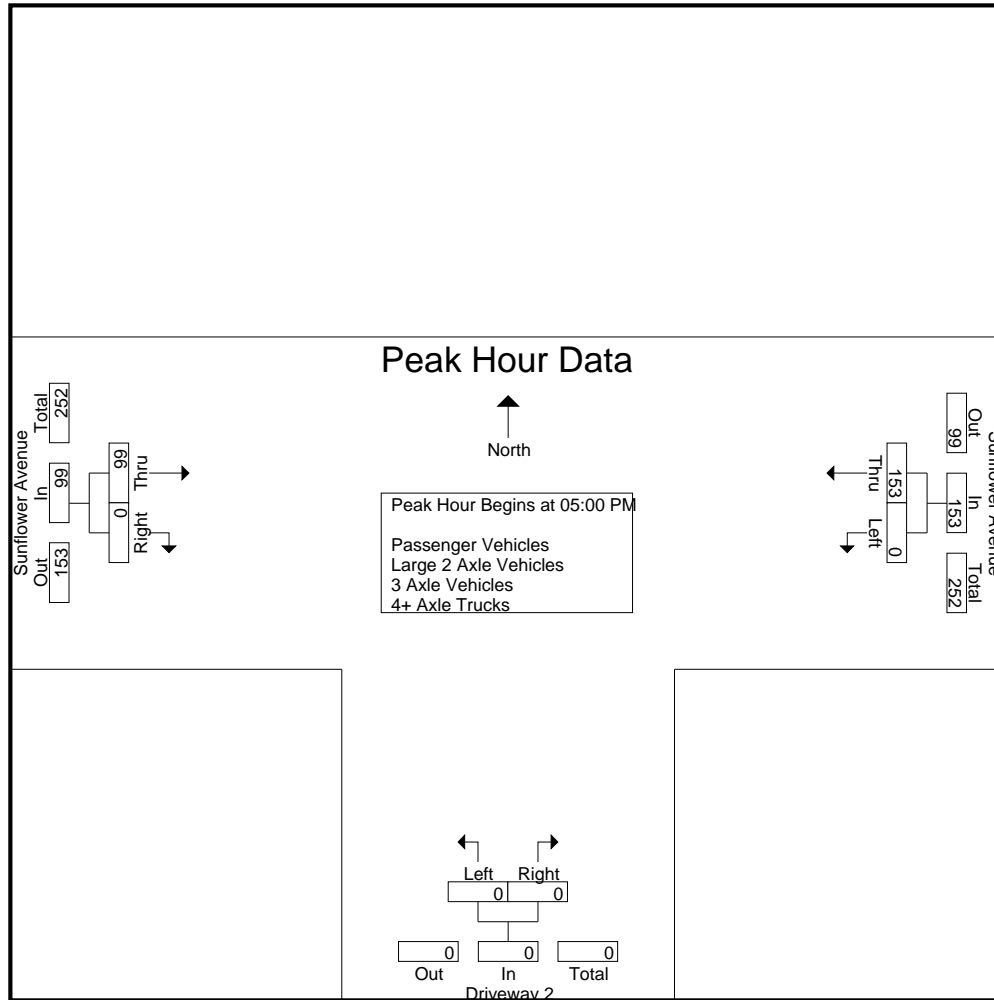 Peak Hour Data
North
Peak Hour Begins at 05:00 PM
Passenger Vehicles
Large 2 Axle Vehicles
3 Axle Vehicles
4+ Axle Trucks
Sunflower Avenue
Out In Total
153 99 252
Right Thru
0 99
Sunflower Avenue
Out In Total
99 153 252
Thru Left
153 0
Left Right
0 0
0 0 0
Out In Total
Driveway 2